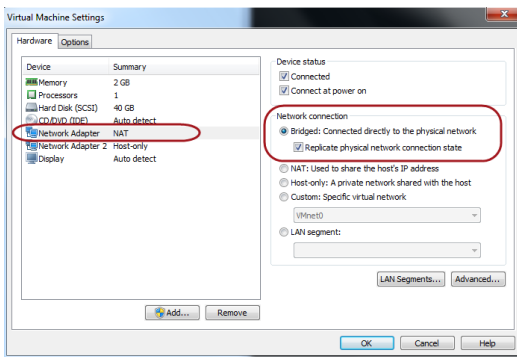 Virtual Machine Settings
Hardware Options
Device Summary
Memory 2 GB
Processors 1
Hard Disk (SCSI) 40 GB
CD/DVD (IDE) Auto detect
Network Adapter NAT
Network Adapter 2 Host-only
Display Auto detect
Add... Remove
Device status
Connected
Connect at power on
Network connection
Bridged: Connected directly to the physical network
Replicate physical network connection state
NAT: Used to share the host's IP address
Host-only: A private network shared with the host
Custom: Specific virtual network
VMnet0
LAN segment:
LAN Segments... Advanced...
OK Cancel Help